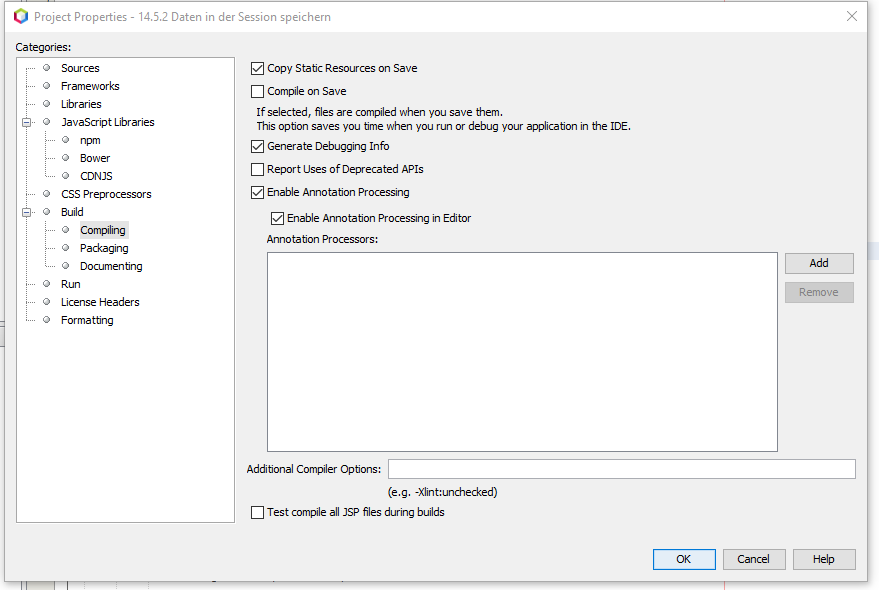 Project Properties - 14.5.2 Daten in der Session speichern
Categories:
Sources
Frameworks
Libraries
JavaScript Libraries
npm
Bower
CDNJS
CSS Preprocessors
Build
Compiling
Packaging
Documenting
Run
License Headers
Formatting
Copy Static Resources on Save
Compile on Save
If selected, files are compiled when you save them.
This option saves you time when you run or debug your application in the IDE.
Generate Debugging Info
Report Uses of Deprecated APIs
Enable Annotation Processing
Enable Annotation Processing in Editor
Annotation Processors:
Add
Remove
Additional Compiler Options:
(e.g. -Xlint:unchecked)
Test compile all JSP files during builds
OK Cancel Help